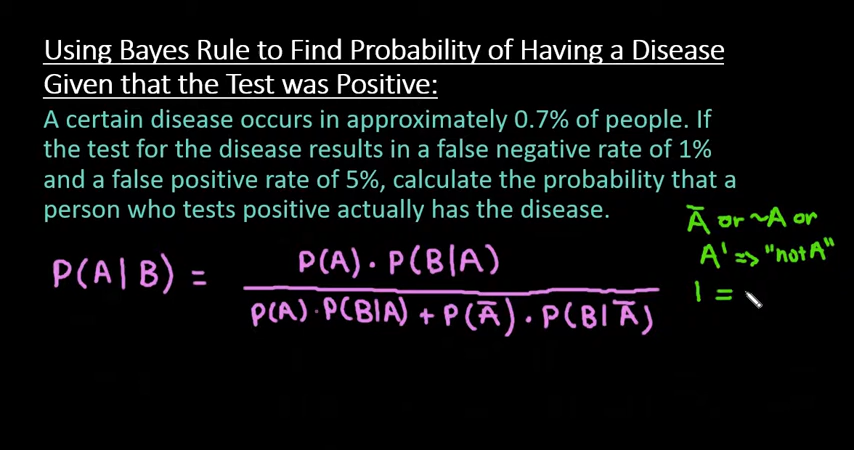 Using Bayes Rule to Find Probability of Having a Disease
Given that the Test was Positive:
A certain disease occurs in approximately 0.7% of people. If
the test for the disease results in a false negative rate of 1%
and a false positive rate of 5%, calculate the probability that a
person who tests positive actually has the disease.
P(A|B) = P(A) · P(B|A)
P(A) · P(B|A) + P(Ā) · P(B|Ā)
Ā or ~A or
A' => "not A"
1 =